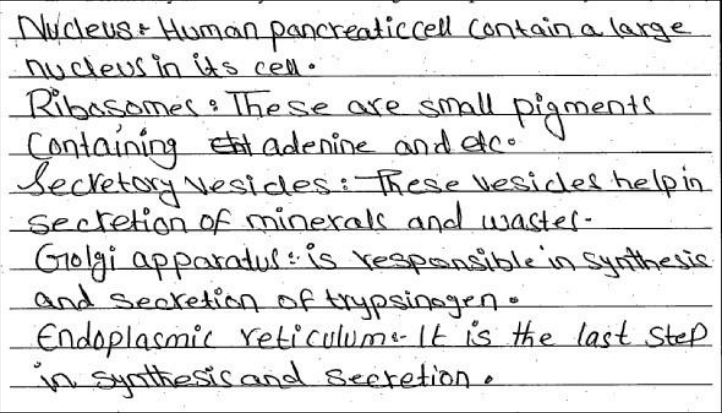 Nucleus: Human pancreatic cell contain a large
nucleus in its cell.
Ribosomes: These are small pigments
Containing adenine and etc.
Secretory vesicles: These vesicles help in
secretion of minerals and wastes.
Golgi apparatus: is responsible in synthesis
and secretion of trypsinogen.
Endoplasmic reticulum:- It is the last step
in synthesis and secretion.